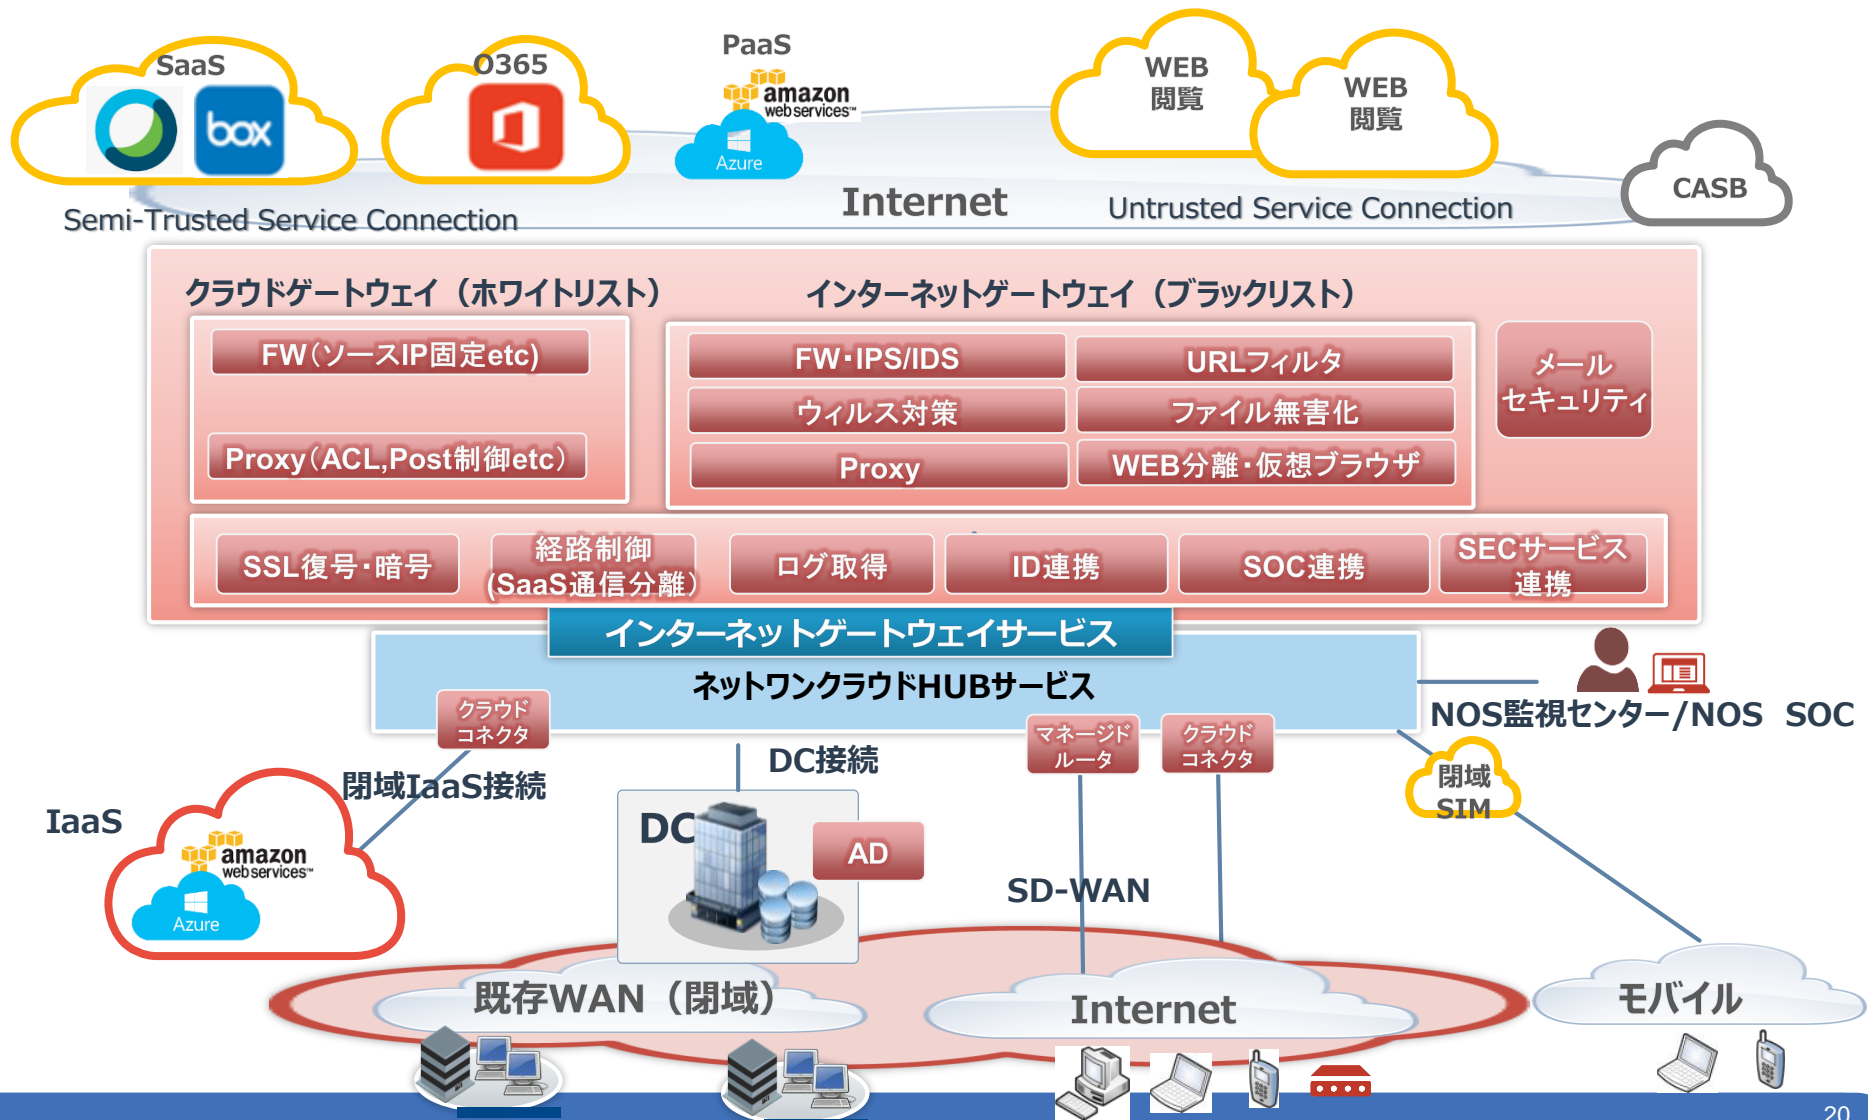 SaaS
box
O365
PaaS
amazon
web services™
Azure
WEB
閲覧
WEB
閲覧
CASB
Internet
Semi-Trusted Service Connection
Untrusted Service Connection
クラウドゲートウェイ（ホワイトリスト）
インターネットゲートウェイ（ブラックリスト）
FW（ソースIP固定etc)
Proxy（ACL,Post制御etc）
FW・IPS/IDS
URLフィルタ
ウィルス対策
ファイル無害化
Proxy
WEB分離・仮想ブラウザ
メール
セキュリティ
SSL復号・暗号
経路制御
(SaaS通信分離）
ログ取得
ID連携
SOC連携
SECサービス
連携
インターネットゲートウェイサービス
ネットワンクラウドHUBサービス
クラウド
コネクタ
マネージド
ルータ
クラウド
コネクタ
NOS監視センター/NOS SOC
閉域IaaS接続
DC接続
閉域
SIM
IaaS
amazon
web services™
Azure
DC
AD
SD-WAN
既存WAN（閉域）
Internet
モバイル
20